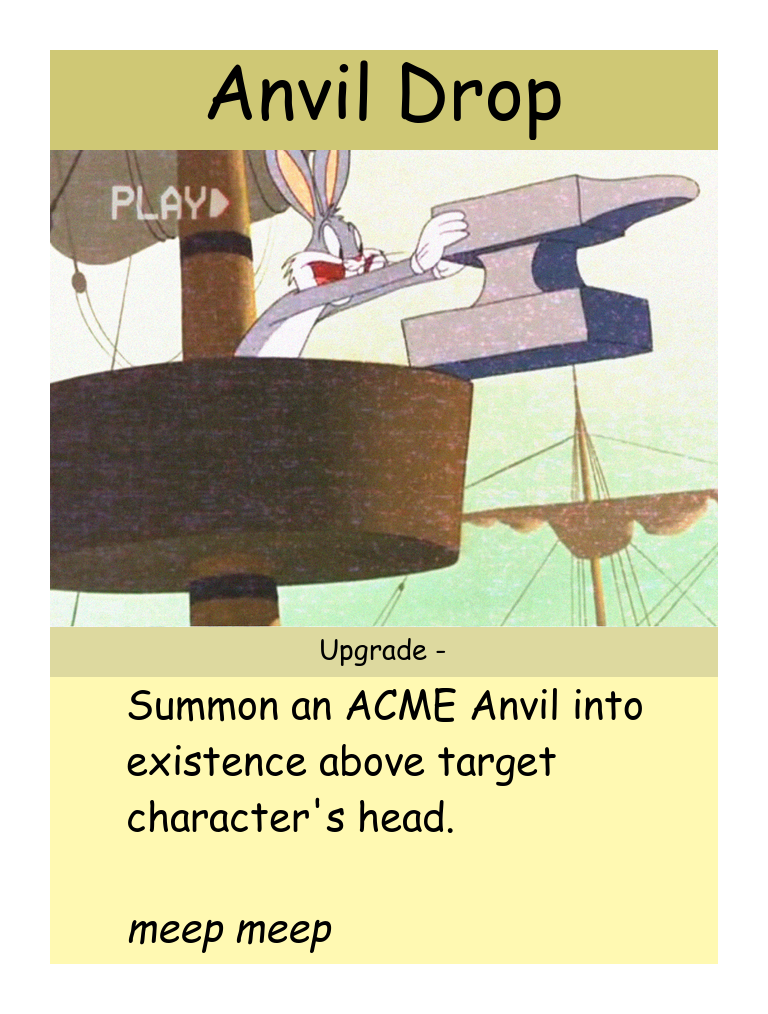 Anvil Drop
PLAY
Upgrade -
Summon an ACME Anvil into
existence above target
character's head.
meep meep